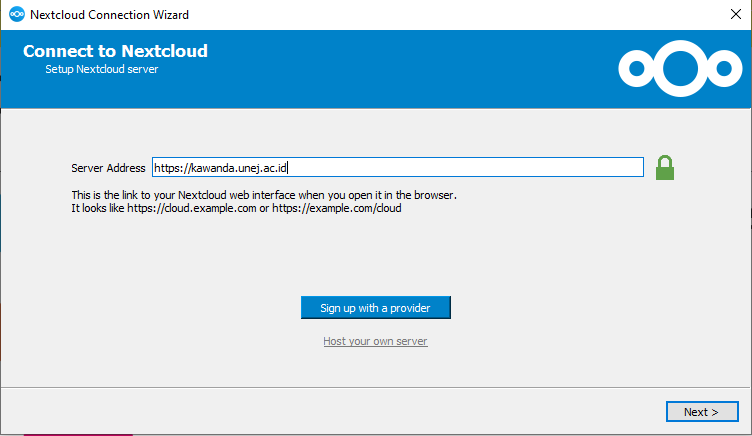 Nextcloud Connection Wizard
Connect to Nextcloud
Setup Nextcloud server
Server Address https://kawanda.unej.ac.id
This is the link to your Nextcloud web interface when you open it in the browser.
It looks like https://cloud.example.com or https://example.com/cloud
Sign up with a provider
Host your own server
Next >